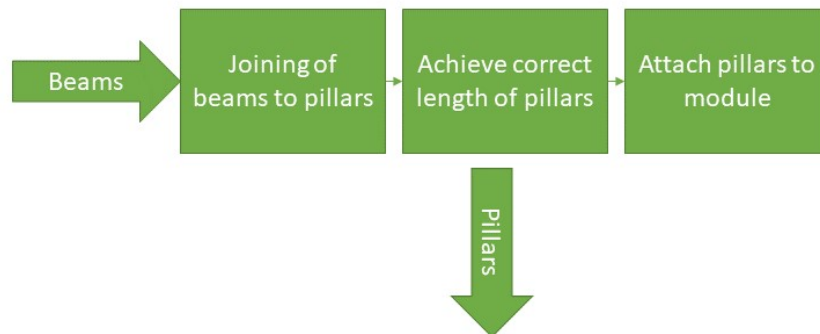 Beams
Joining of
beams to pillars
Achieve correct
length of pillars
Attach pillars to
module
Pillars